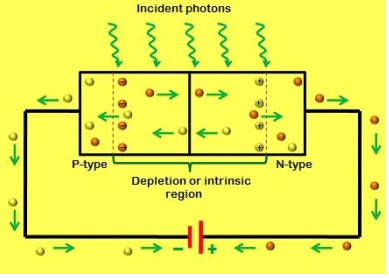 Incident photons
P-type
N-type
Depletion or intrinsic
region
- +